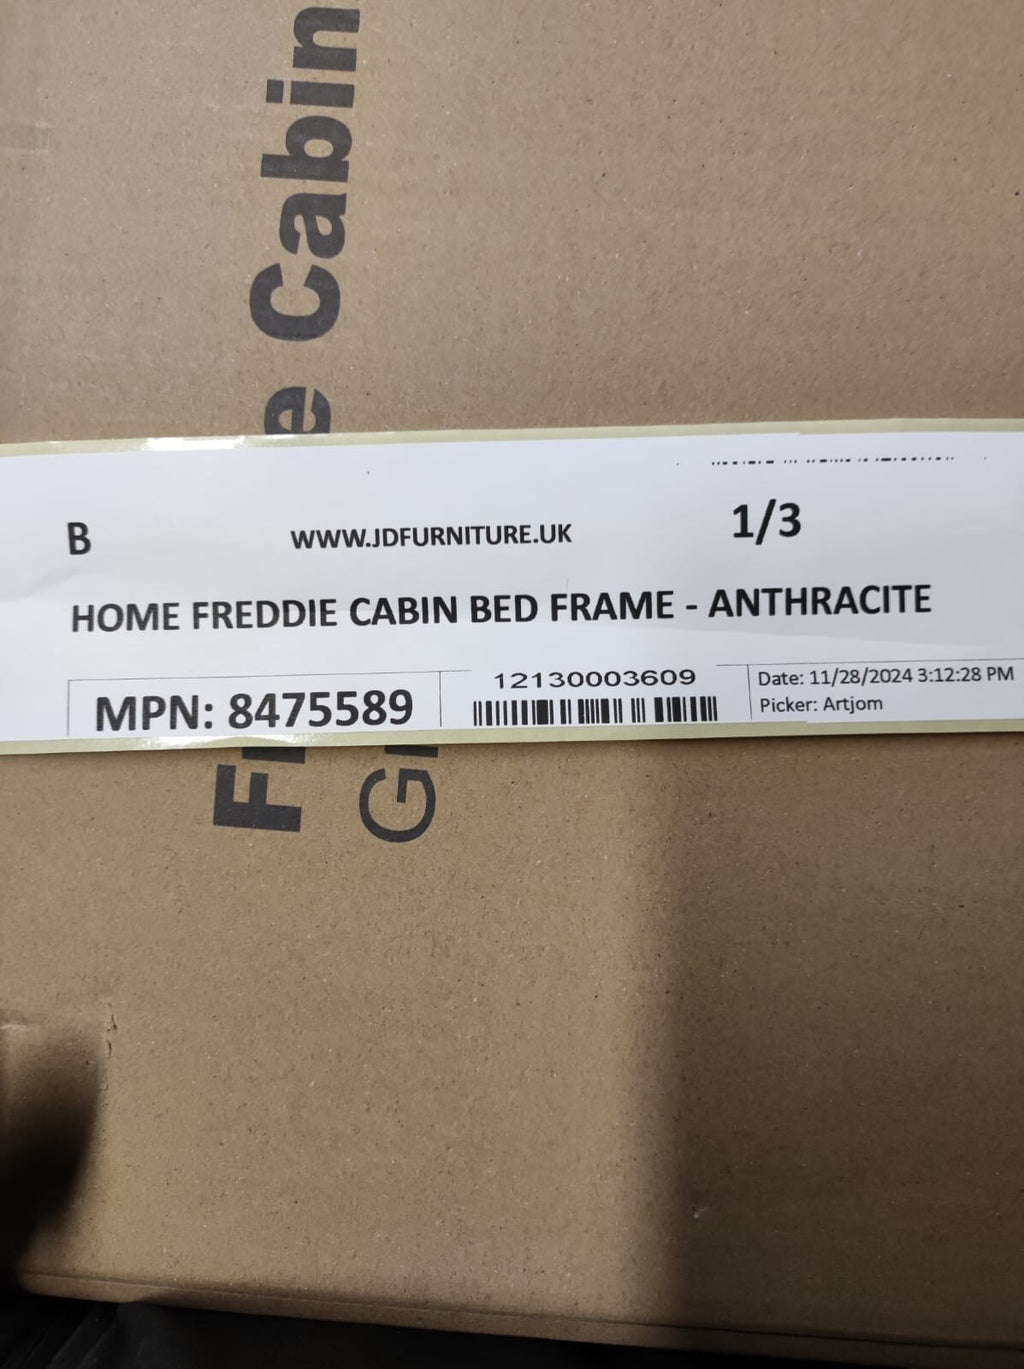 Cabin
B
WWW.JDFURNITURE.UK
1/3
HOME FREDDIE CABIN BED FRAME - ANTHRACITE
MPN: 8475589
12130003609
Date: 11/28/2024 3:12:28 PM
Picker: Artjom